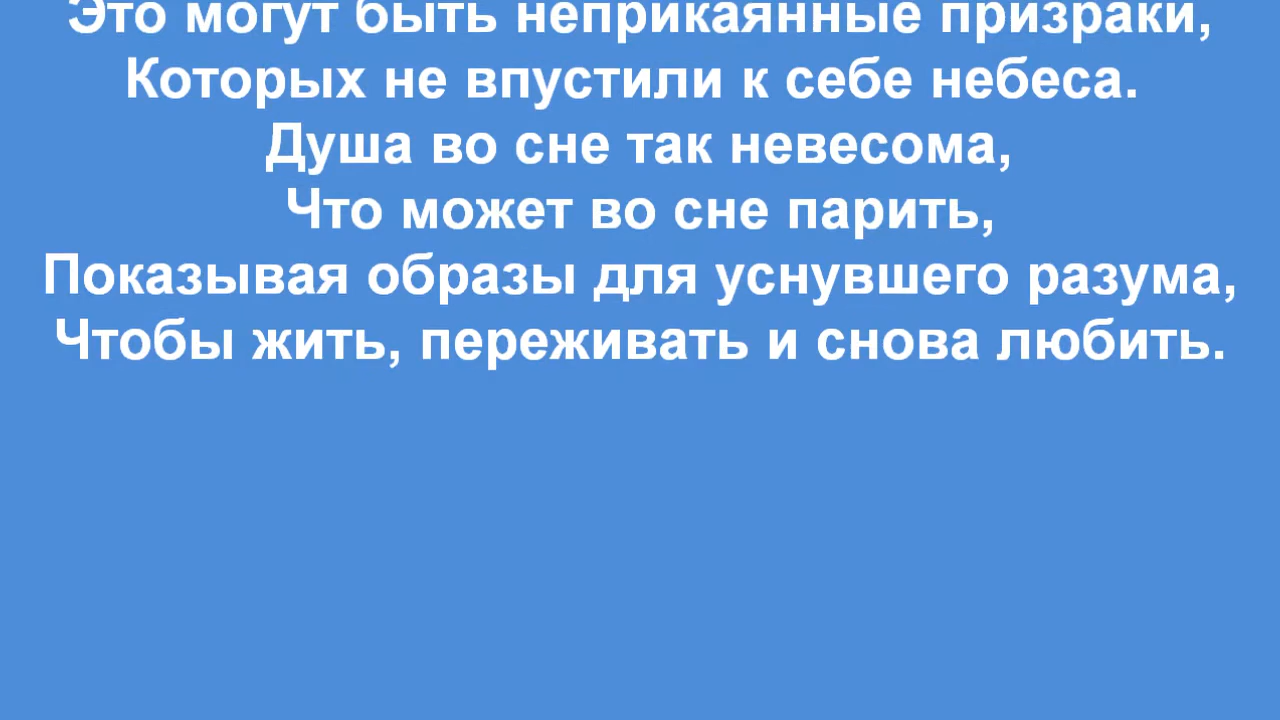 Это могут быть неприкаянные призраки,
Которых не впустили к себе небеса.
Душа во сне так невесома,
Что может во сне парить,
Показывая образы для уснувшего разума,
Чтобы жить, переживать и снова любить.